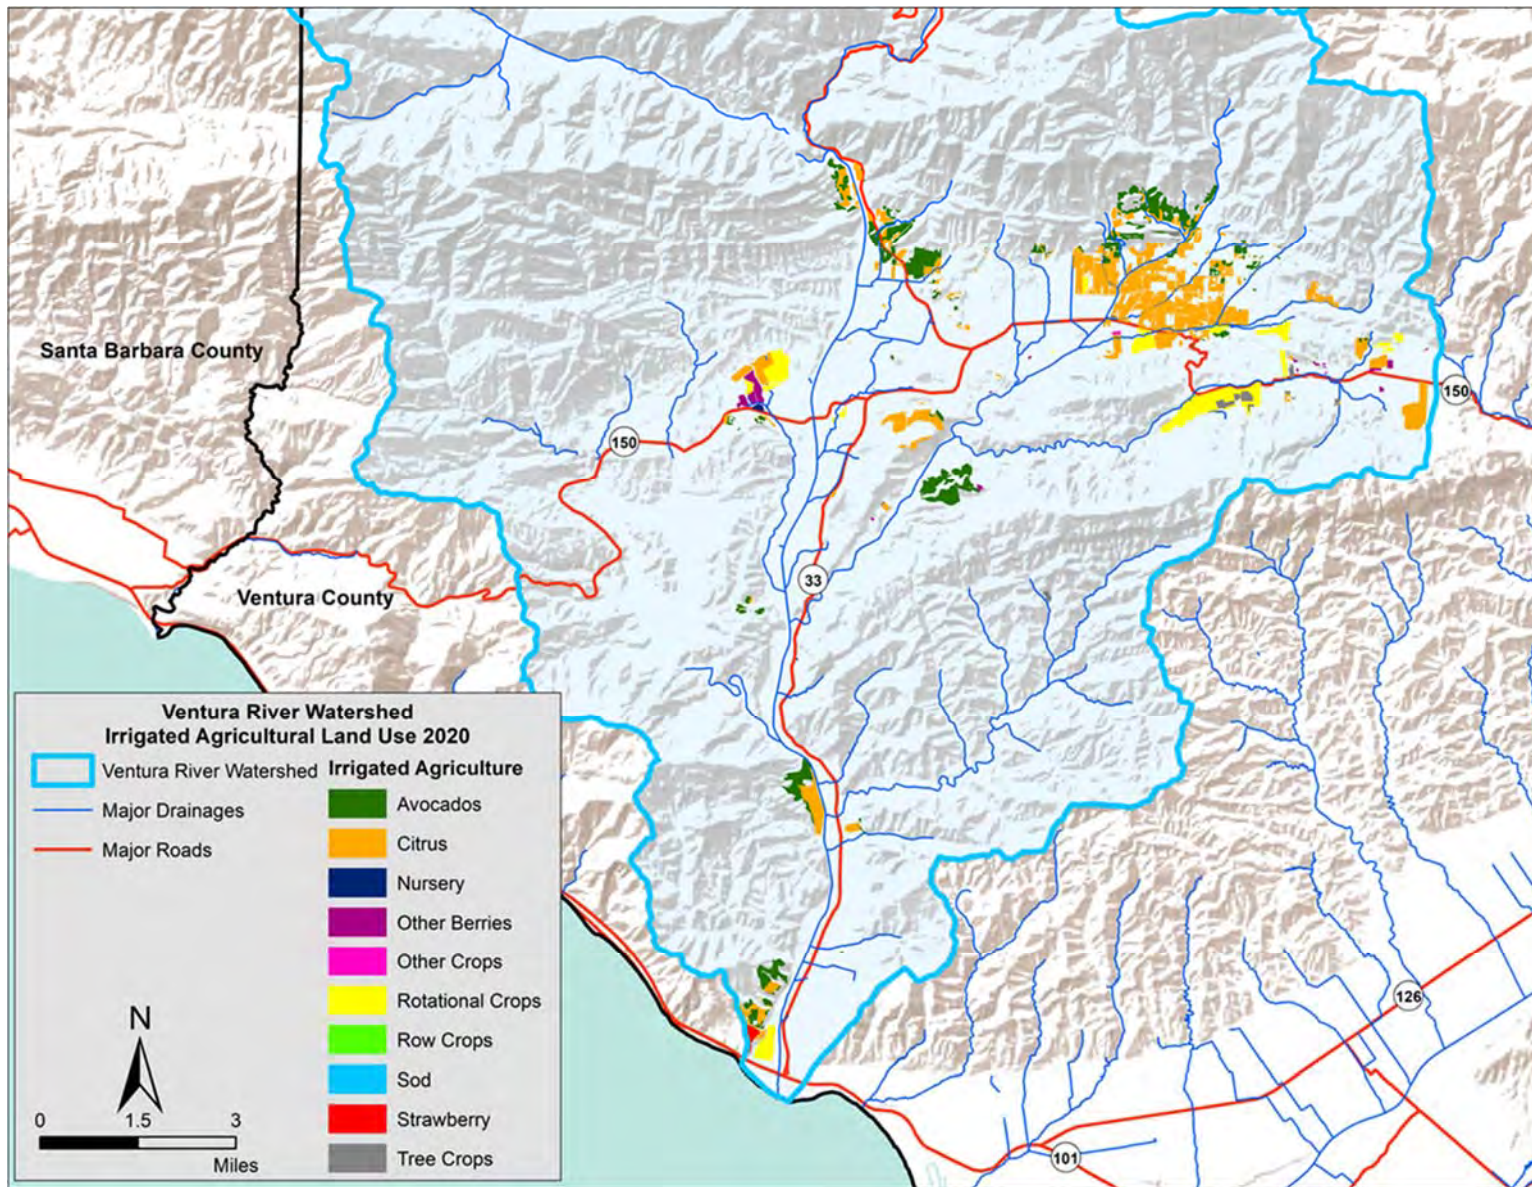 Santa Barbara County
150
150
Ventura County
33
Ventura River Watershed
Irrigated Agricultural Land Use 2020
Ventura River Watershed
Major Drainages
Major Roads
Irrigated Agriculture
Avocados
Citrus
Nursery
Other Berries
Other Crops
Rotational Crops
Row Crops
Sod
Strawberry
Tree Crops
N
0 1.5 3
Miles
126
101